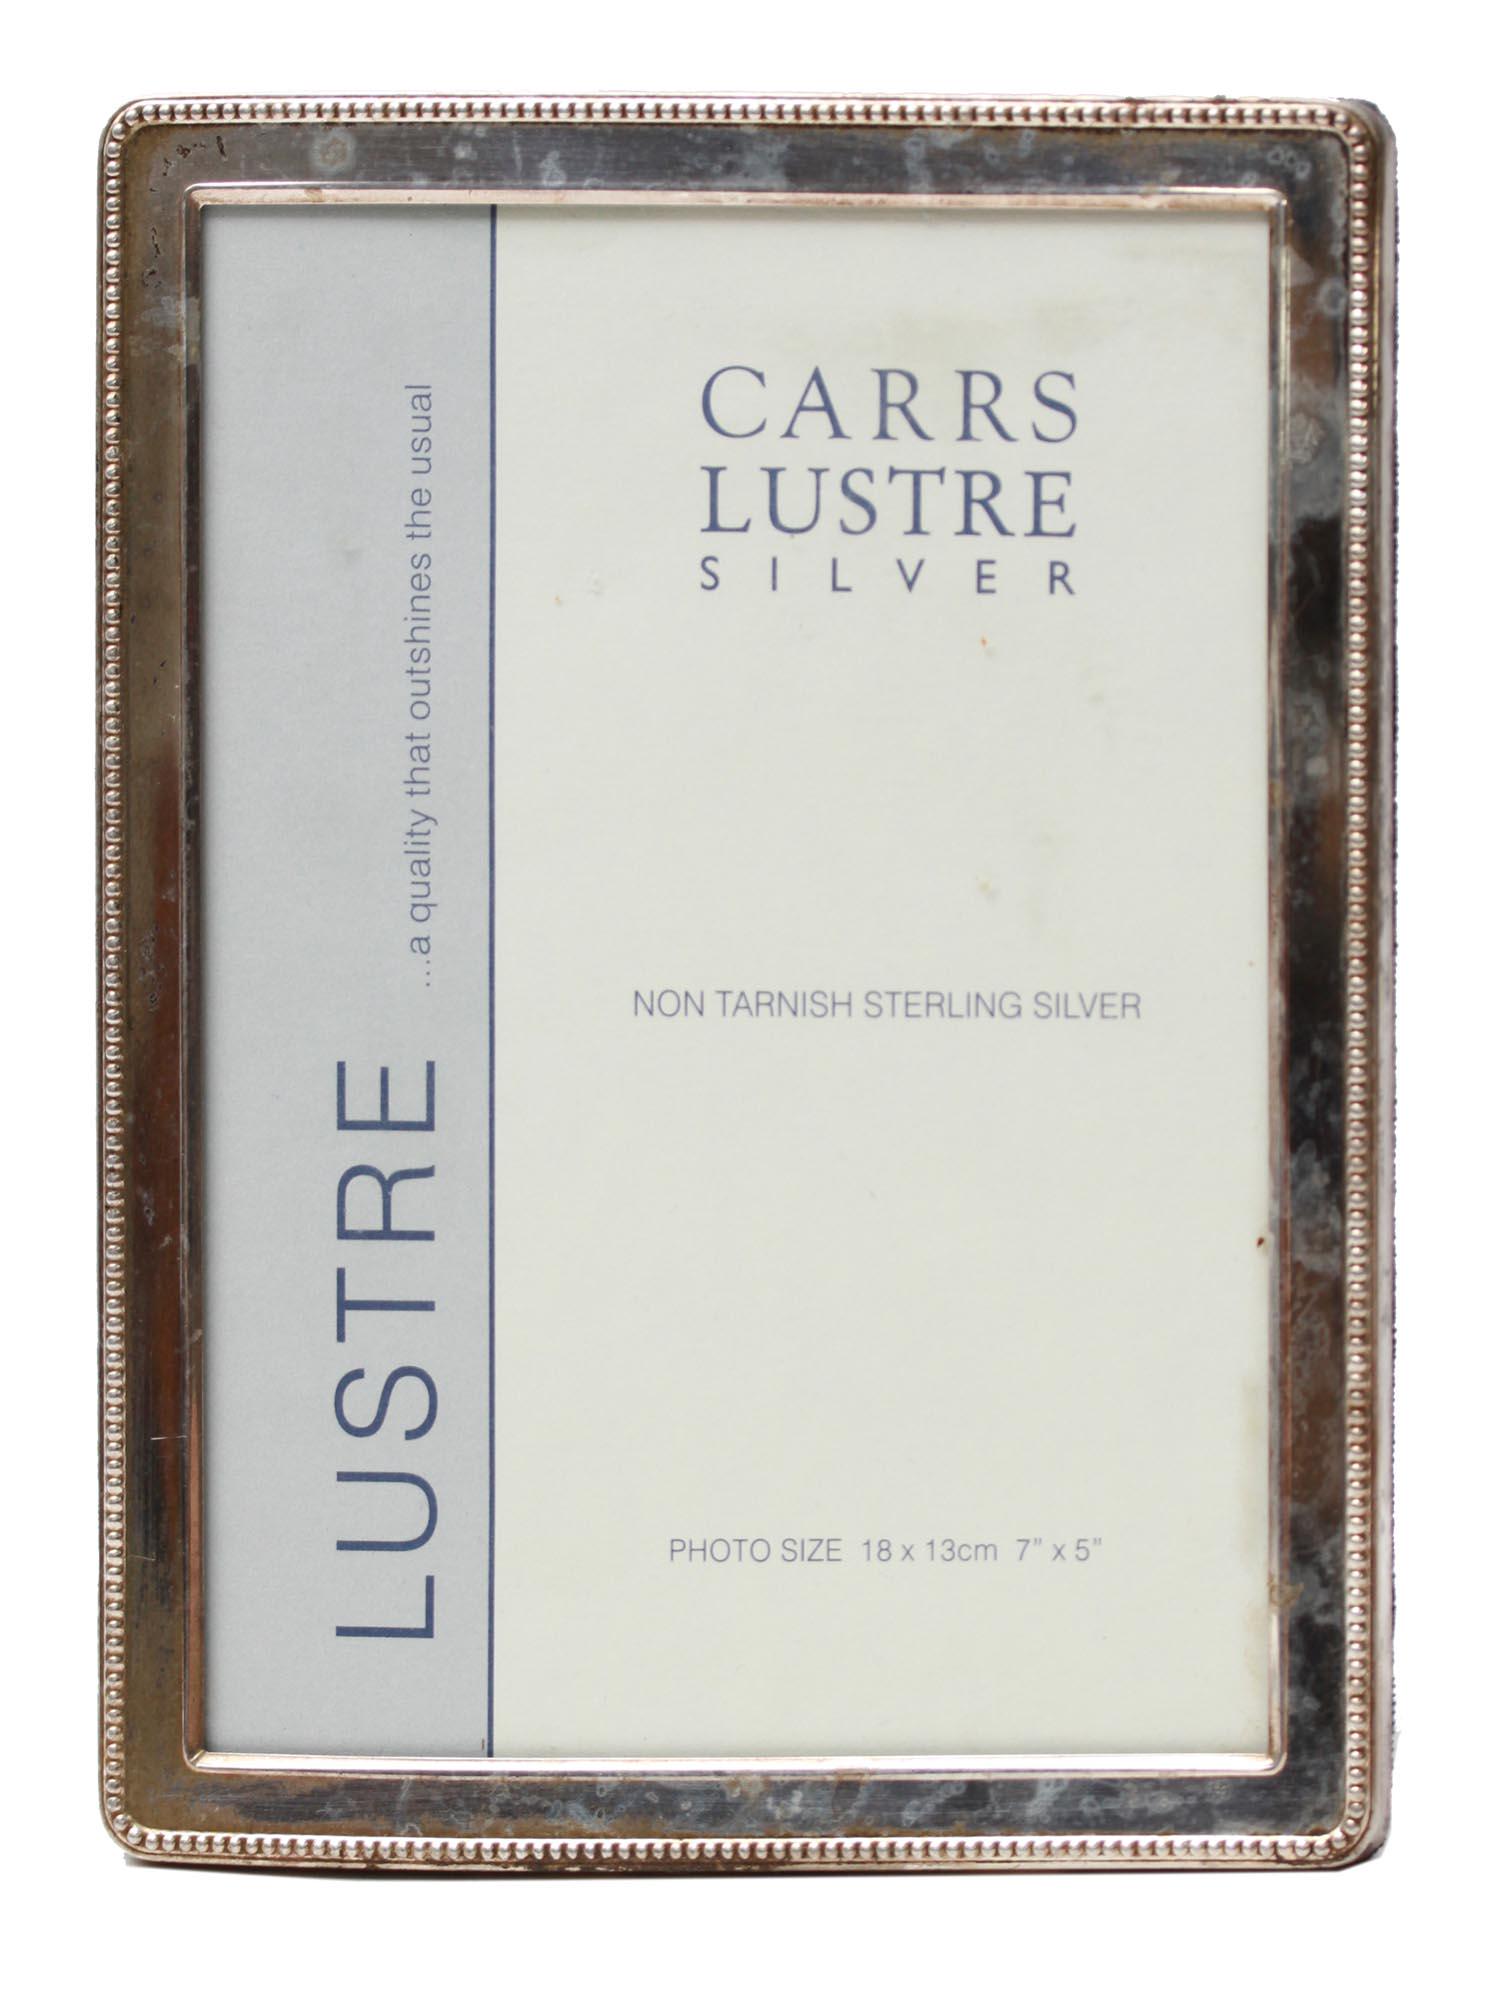 LUSTRE ...a quality that outshines the usual
CARRS
LUSTRE
SILVER
NON TARNISH STERLING SILVER
PHOTO SIZE 18 x 13cm 7” x 5”